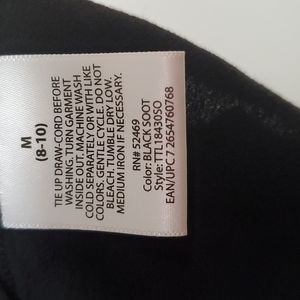 M
(8-10)
TIE UP DRAW-CORD BEFORE
WASHING, TURN GARMENT
INSIDE OUT. MACHINE WASH
COLD SEPARATELY OR WITH LIKE
COLORS, GENTLE CYCLE. DO NOT
BLEACH. TUMBLE DRY LOW.
MEDIUM IRON IF NECESSARY.
RN# 52469
Color: BLACK SOOT
Style: TTL18430SO
EAN/UPC 7 2654760768